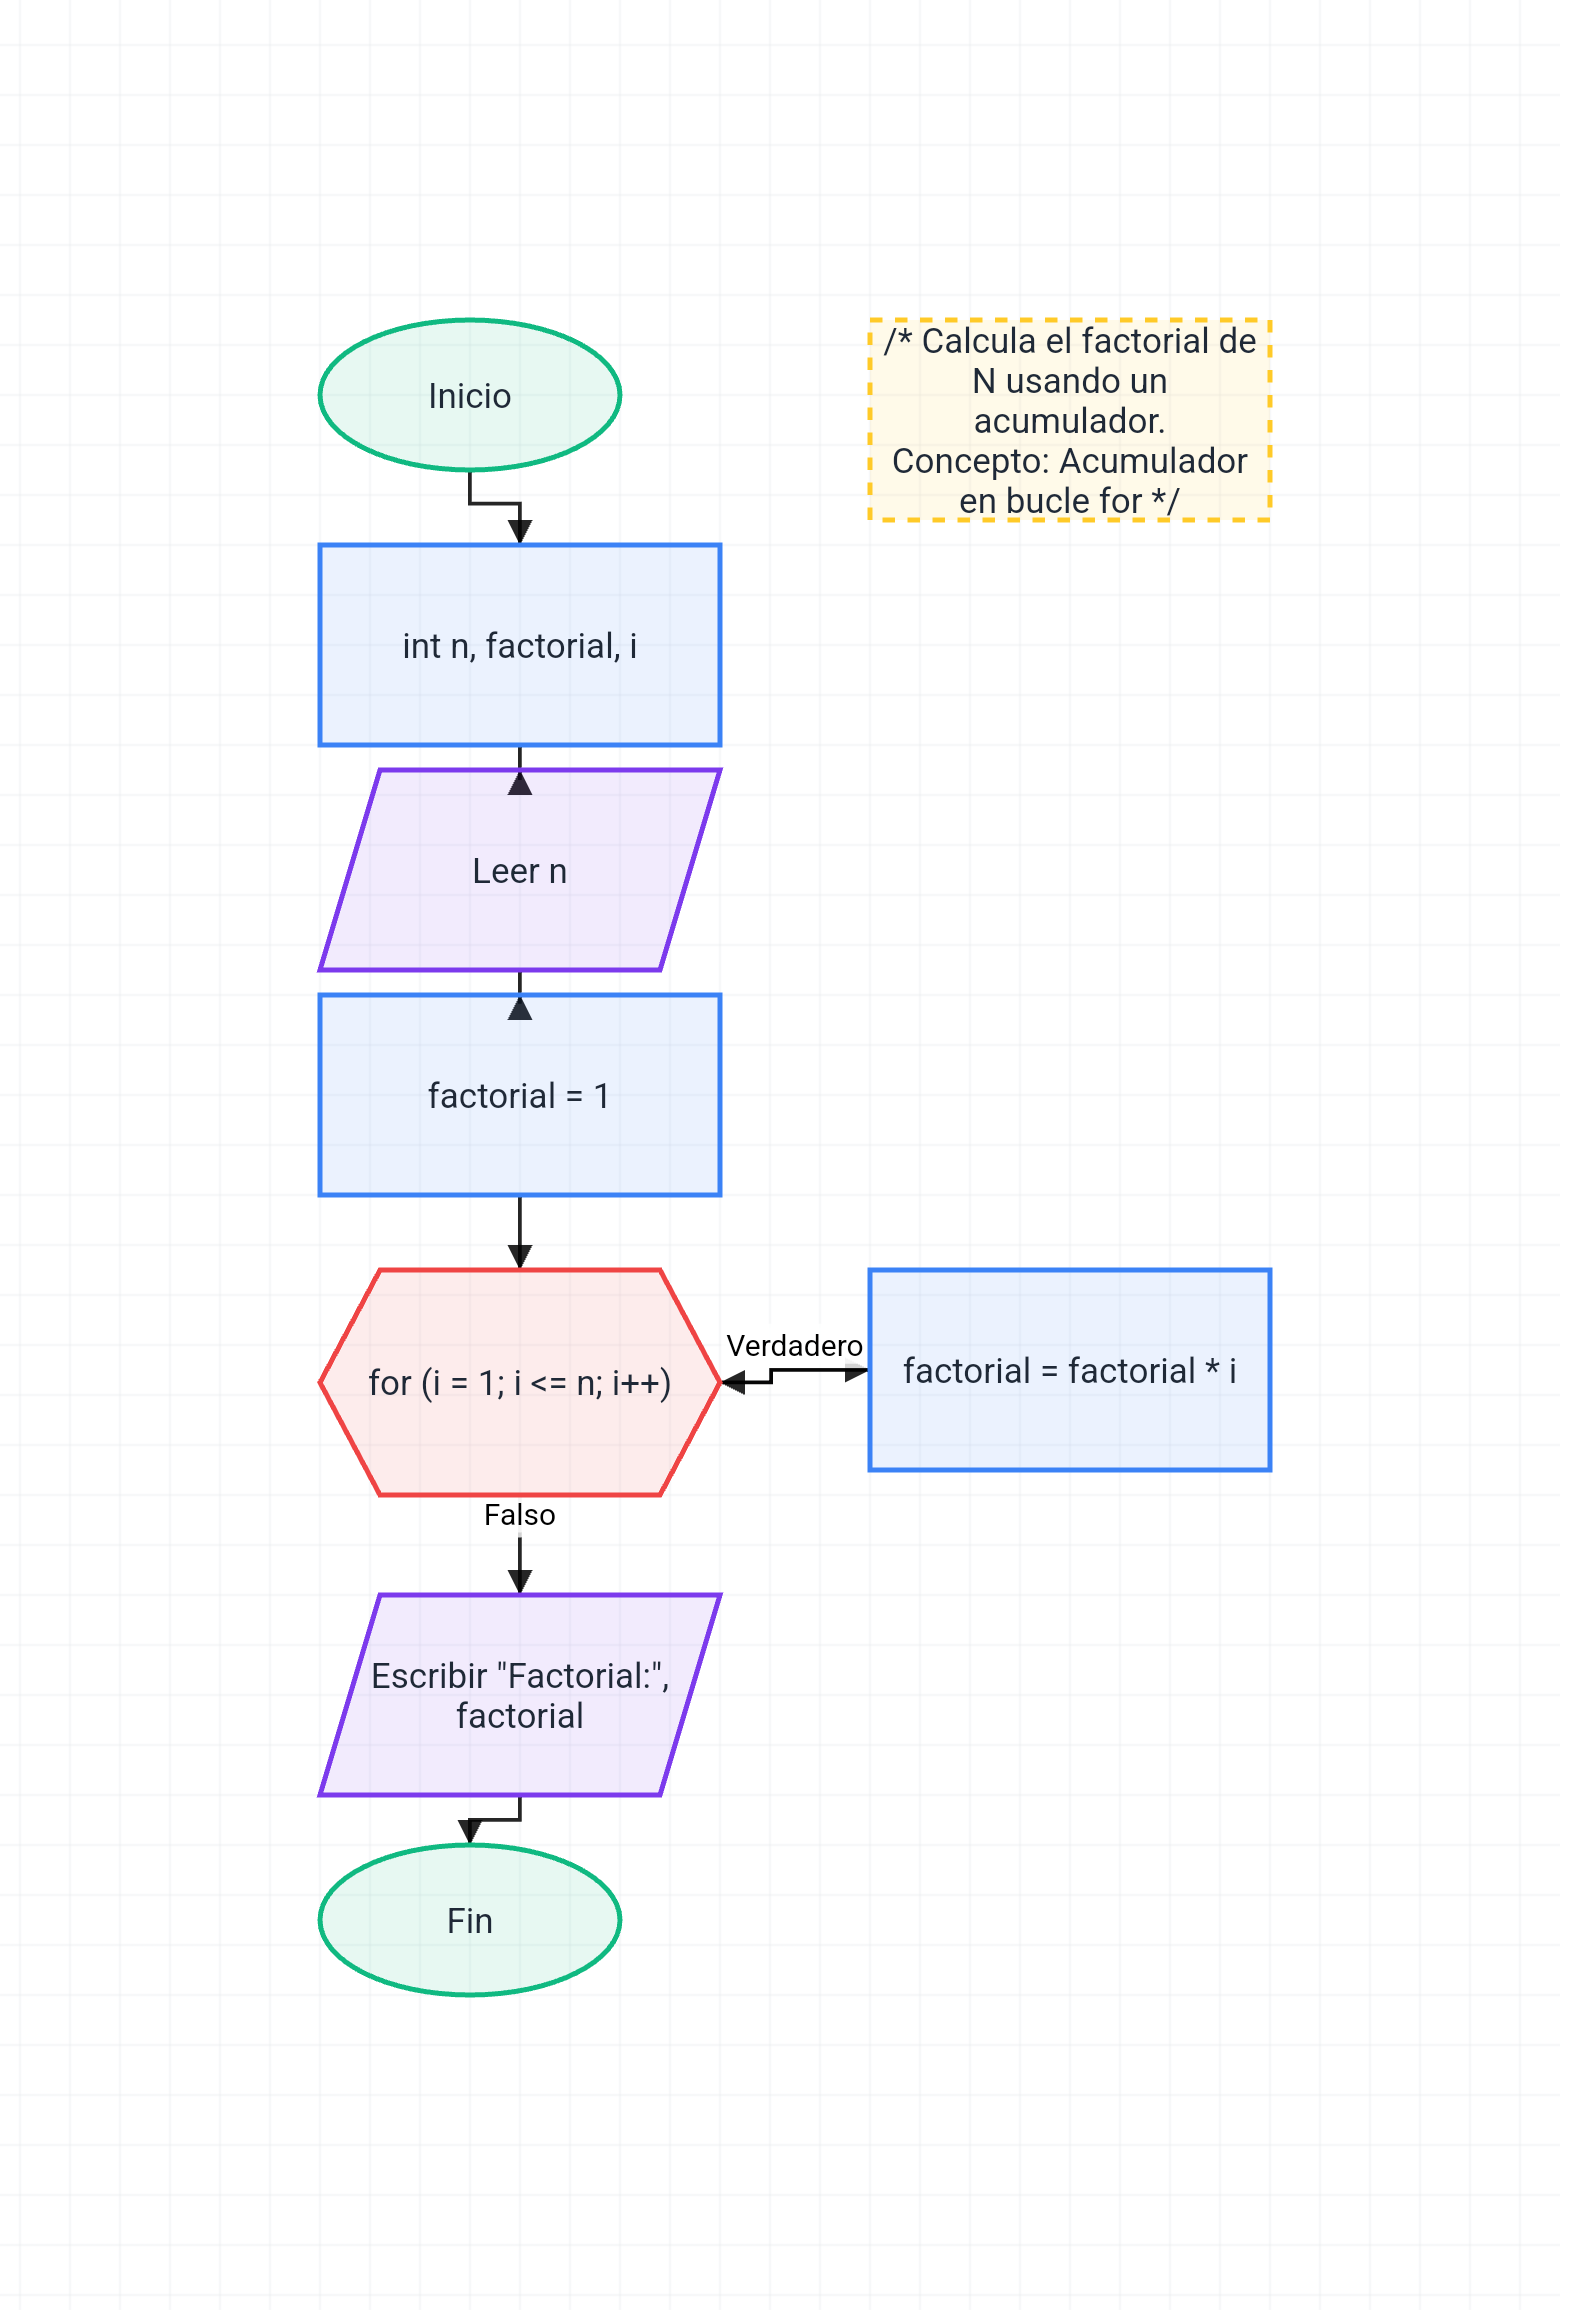 Inicio
/* Calcula el factorial de
N usando un
acumulador.
Concepto: Acumulador
en bucle for */
int n, factorial, i
Leer n
factorial = 1
for (i = 1; i <= n; i++)
Verdadero
factorial = factorial * i
Falso
Escribir "Factorial:",
factorial
Fin